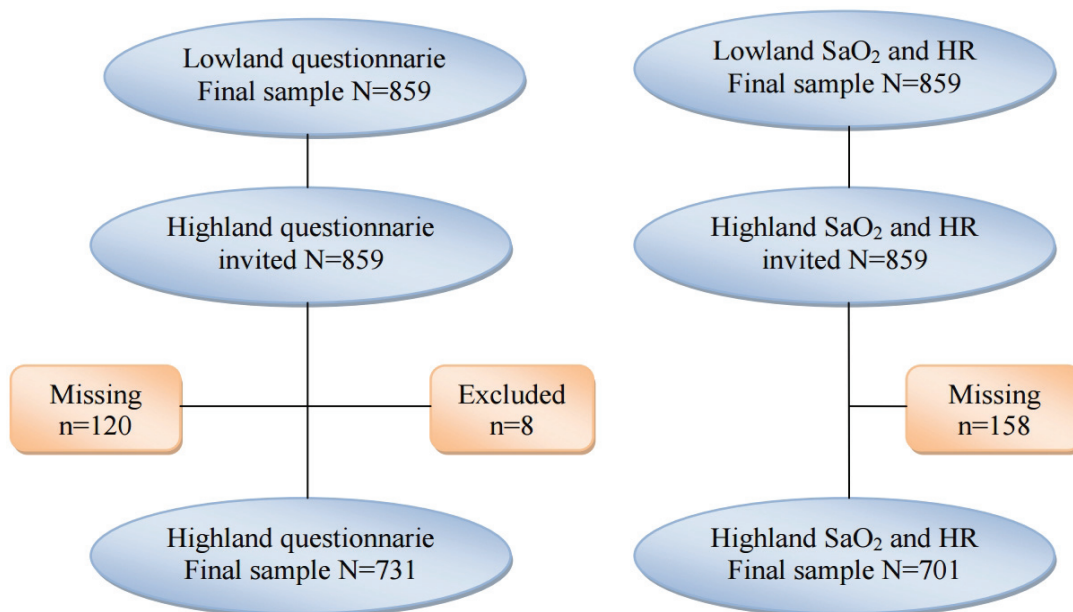 Lowland questionnarie
Final sample N=859
Highland questionnarie
invited N=859
Missing
n=120
Excluded
n=8
Highland questionnarie
Final sample N=731
Lowland SaO₂ and HR
Final sample N=859
Highland SaO₂ and HR
invited N=859
Missing
n=158
Highland SaO₂ and HR
Final sample N=701